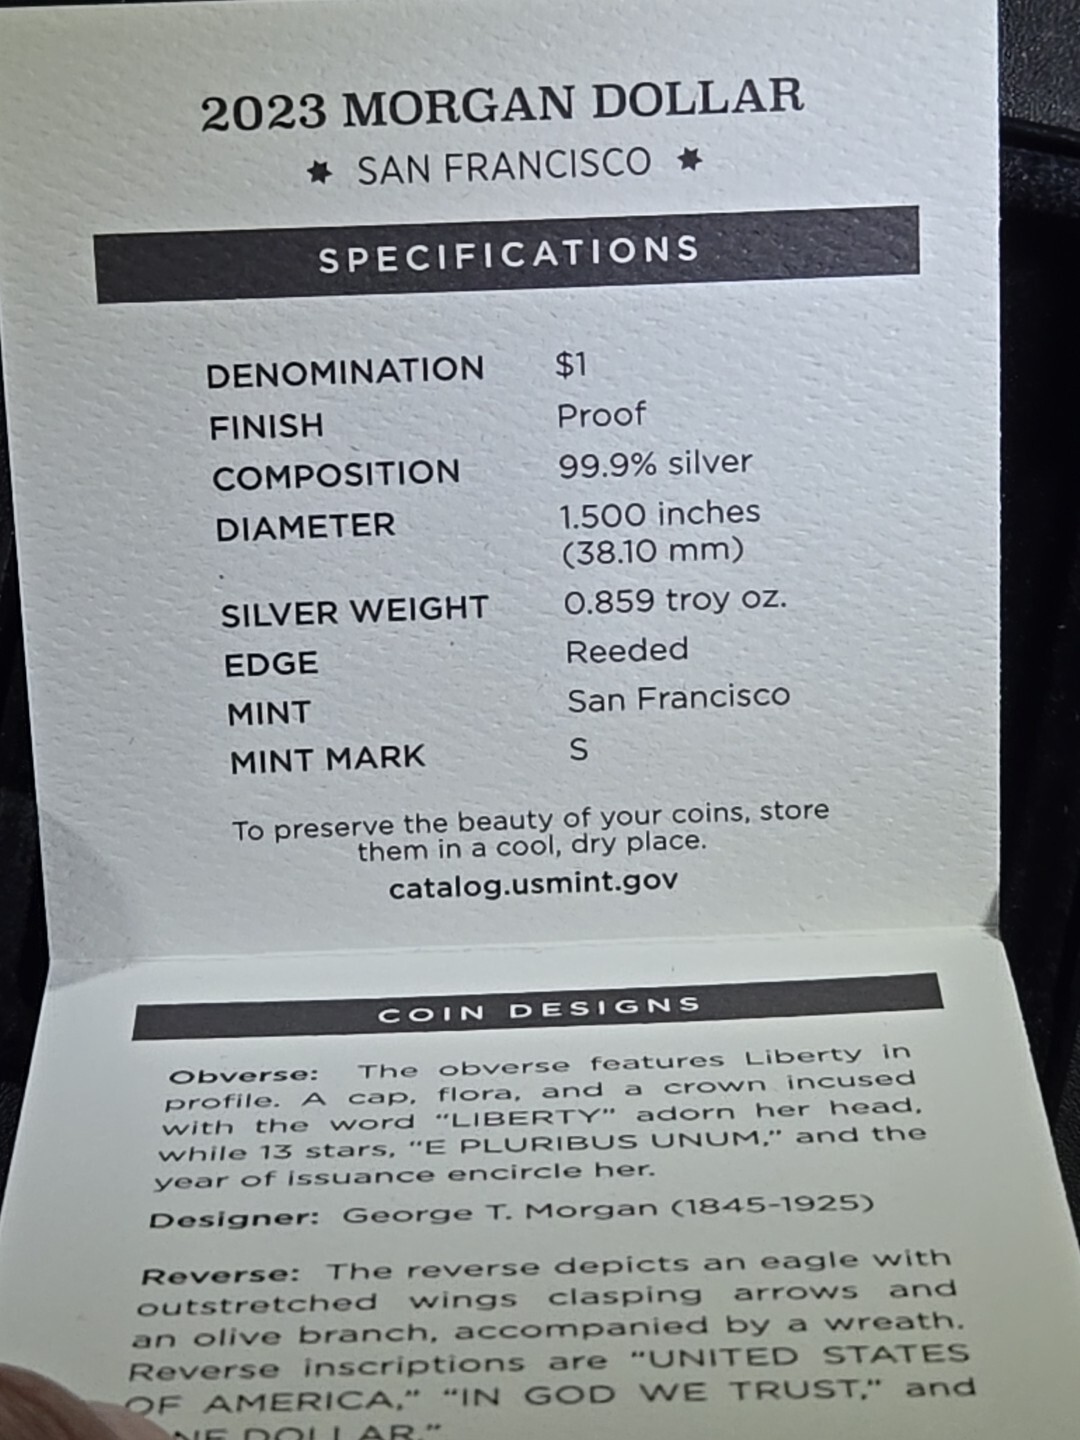 2023 MORGAN DOLLAR
★ SAN FRANCISCO ★
SPECIFICATIONS
DENOMINATION $1
FINISH Proof
COMPOSITION 99.9% silver
DIAMETER 1.500 inches
(38.10 mm)
SILVER WEIGHT 0.859 troy oz.
EDGE Reeded
MINT San Francisco
MINT MARK S
To preserve the beauty of your coins, store
them in a cool, dry place.
catalog.usmint.gov
COIN DESIGNS
Obverse: The obverse features Liberty in
profile. A cap, flora, and a crown incused
with the word “LIBERTY” adorn her head,
while 13 stars, “E PLURIBUS UNUM,” and the
year of issuance encircle her.
Designer: George T. Morgan (1845-1925)
Reverse: The reverse depicts an eagle with
outstretched wings clasping arrows and
an olive branch, accompanied by a wreath.
Reverse inscriptions are “UNITED STATES
OF AMERICA,” “IN GOD WE TRUST,” and
DOLLAR.”